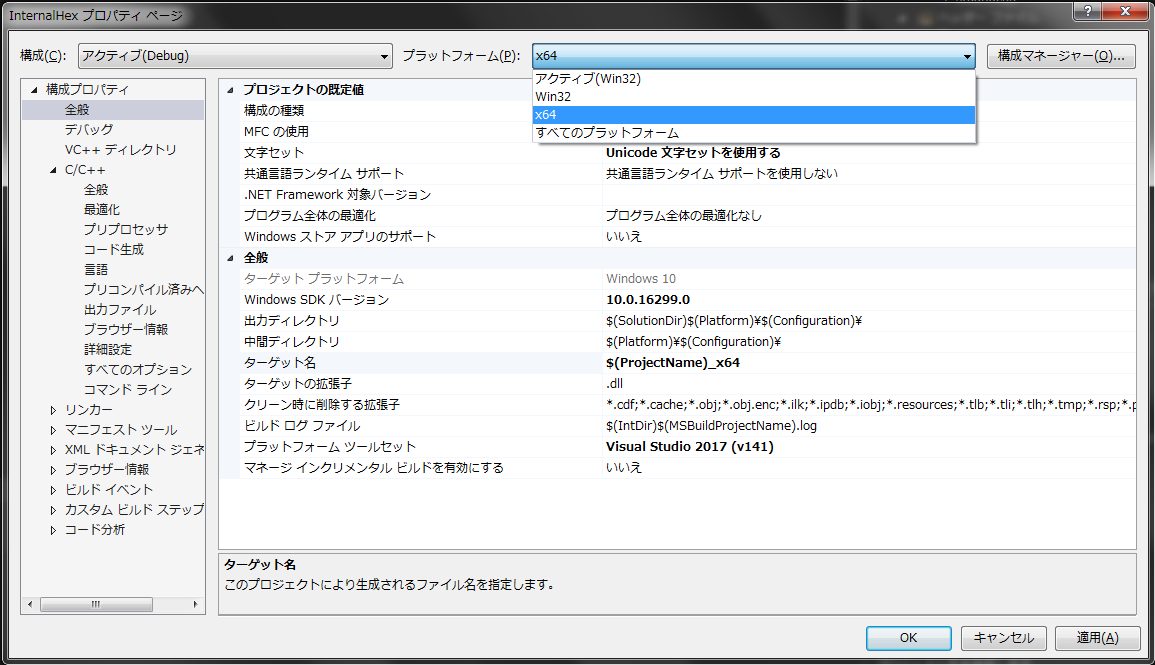 InternalHex プロパティ ページ
構成(C): アクティブ(Debug) プラットフォーム(P): x64 構成マネージャー(O)...
アクティブ(Win32)
Win32
x64
すべてのプラットフォーム
構成プロパティ
全般
デバッグ
VC++ ディレクトリ
C/C++
全般
最適化
プリプロセッサ
コード生成
言語
プリコンパイル済みヘ
出力ファイル
ブラウザー情報
詳細設定
すべてのオプション
コマンド ライン
リンカー
マニフェスト ツール
XML ドキュメント ジェネ
ブラウザー情報
ビルド イベント
カスタム ビルド ステップ
コード分析
プロジェクトの既定値
構成の種類
MFC の使用
文字セット Unicode 文字セットを使用する
共通言語ランタイム サポート 共通言語ランタイム サポートを使用しない
.NET Framework 対象バージョン
プログラム全体の最適化 プログラム全体の最適化なし
Windows ストア アプリのサポート いいえ
全般
ターゲット プラットフォーム Windows 10
Windows SDK バージョン 10.0.16299.0
出力ディレクトリ $(SolutionDir)$(Platform)¥$(Configuration)¥
中間ディレクトリ $(Platform)¥$(Configuration)¥
ターゲット名 $(ProjectName)_x64
ターゲットの拡張子 .dll
クリーン時に削除する拡張子 *.cdf;*.cache;*.obj;*.obj.enc;*.ilk;*.ipdb;*.iobj;*.resources;*.tlb;*.tli;*.tlh;*.tmp;*.rsp;*.p
ビルド ログ ファイル $(IntDir)$(MSBuildProjectName).log
プラットフォーム ツールセット Visual Studio 2017 (v141)
マネージ インクリメンタル ビルドを有効にする いいえ
ターゲット名
このプロジェクトにより生成されるファイル名を指定します。
OK キャンセル 適用(A)